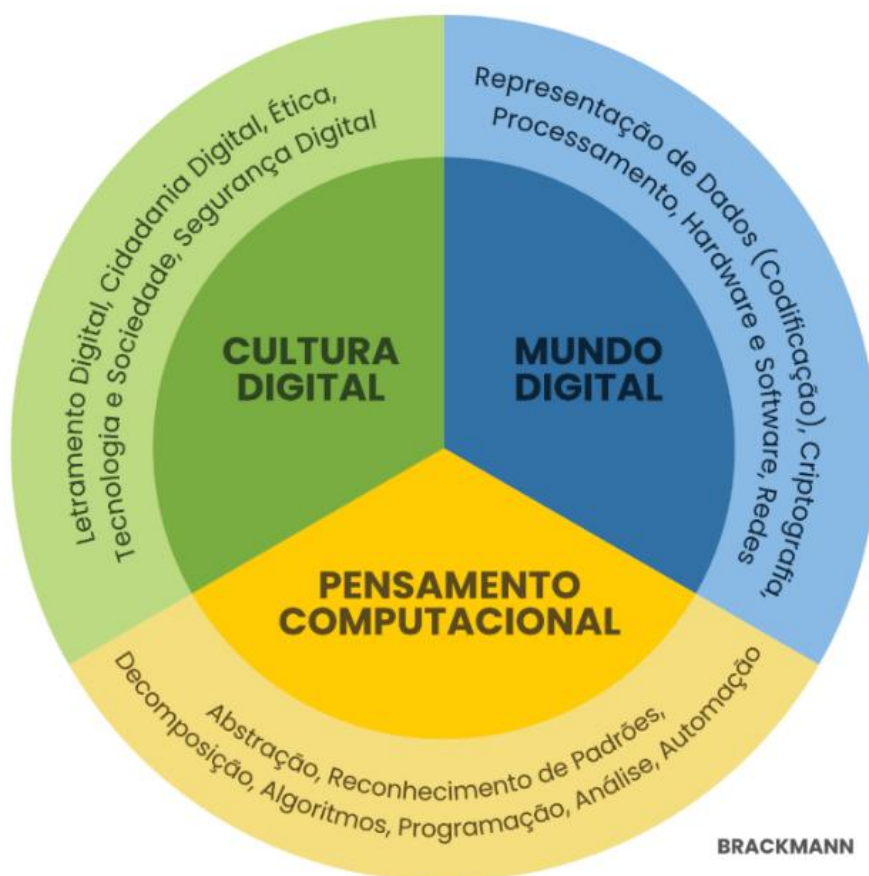 Letramento Digital, Cidadania Digital, Ética,
Tecnologia e Sociedade, Segurança Digital
Representação de Dados (Codificação), Criptografia,
Processamento, Hardware e Software, Redes
CULTURA
DIGITAL
MUNDO
DIGITAL
PENSAMENTO
COMPUTACIONAL
Abstração, Reconhecimento de Padrões,
Decomposição, Algoritmos, Programação, Análise, Automação
BRACKMANN